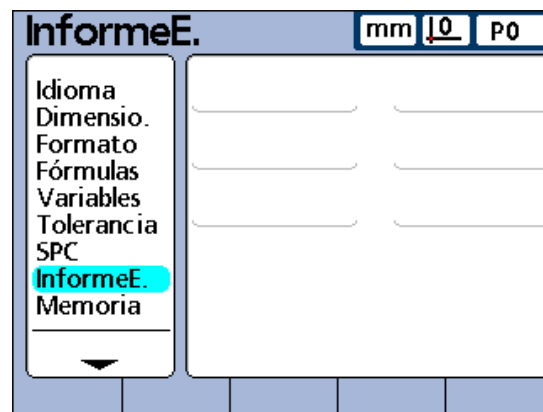 InformeE.
mm 0 P0
Idioma
Dimensio.
Formato
Fórmulas
Variables
Tolerancia
SPC
InformeE.
Memoria